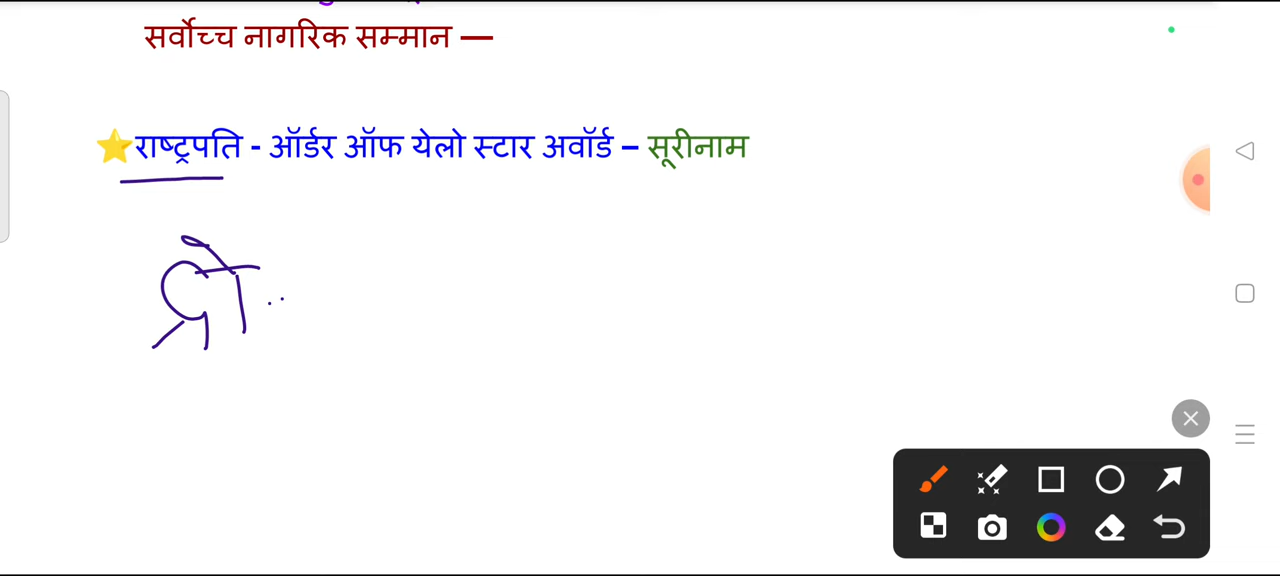 सर्वोच्च नागरिक सम्मान —
⭐राष्ट्रपति - ऑर्डर ऑफ येलो स्टार अवॉर्ड – सूरीनाम